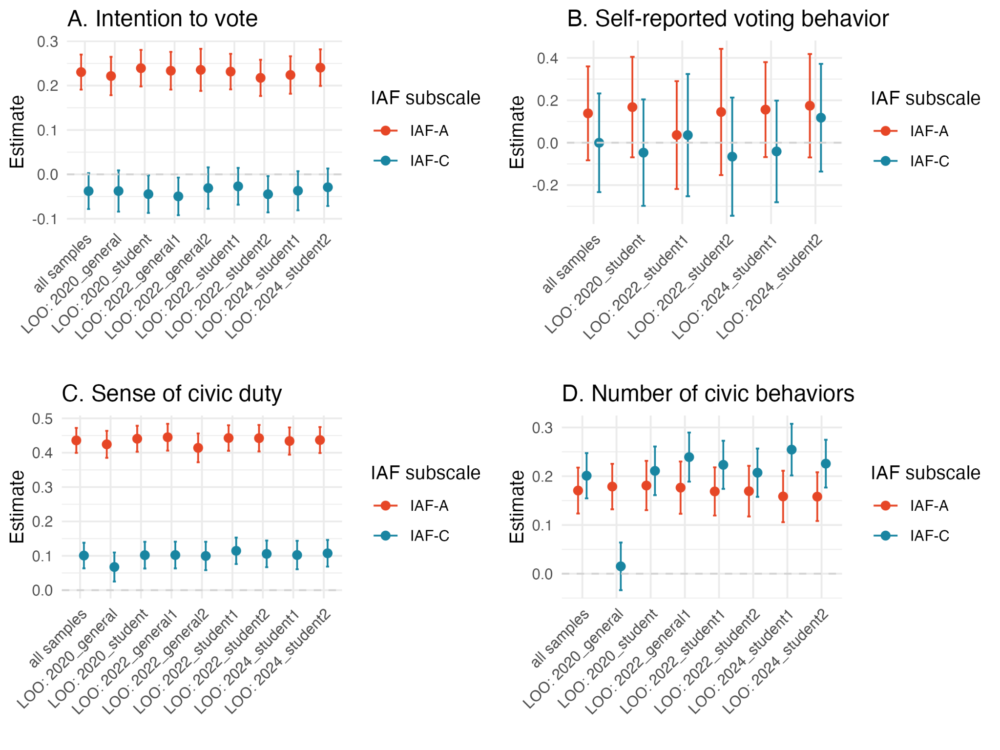 A. Intention to vote
Estimate
0.3
0.2
0.1
0.0
-0.1
all samples
LOO: 2020_general
LOO: 2020_student
LOO: 2022_general1
LOO: 2022_general2
LOO: 2022_student1
LOO: 2022_student2
LOO: 2024_student1
LOO: 2024_student2
IAF subscale
IAF-A
IAF-C
B. Self-reported voting behavior
Estimate
0.4
0.2
0.0
-0.2
all samples
LOO: 2020_student
LOO: 2022_student1
LOO: 2022_student2
LOO: 2024_student1
LOO: 2024_student2
IAF subscale
IAF-A
IAF-C
C. Sense of civic duty
Estimate
0.5
0.4
0.3
0.2
0.1
0.0
all samples
LOO: 2020_general
LOO: 2020_student
LOO: 2022_general1
LOO: 2022_general2
LOO: 2022_student1
LOO: 2022_student2
LOO: 2024_student1
LOO: 2024_student2
IAF subscale
IAF-A
IAF-C
D. Number of civic behaviors
Estimate
0.3
0.2
0.1
0.0
all samples
LOO: 2020_general
LOO: 2020_student
LOO: 2022_general1
LOO: 2022_student1
LOO: 2022_student2
LOO: 2024_student1
LOO: 2024_student2
IAF subscale
IAF-A
IAF-C